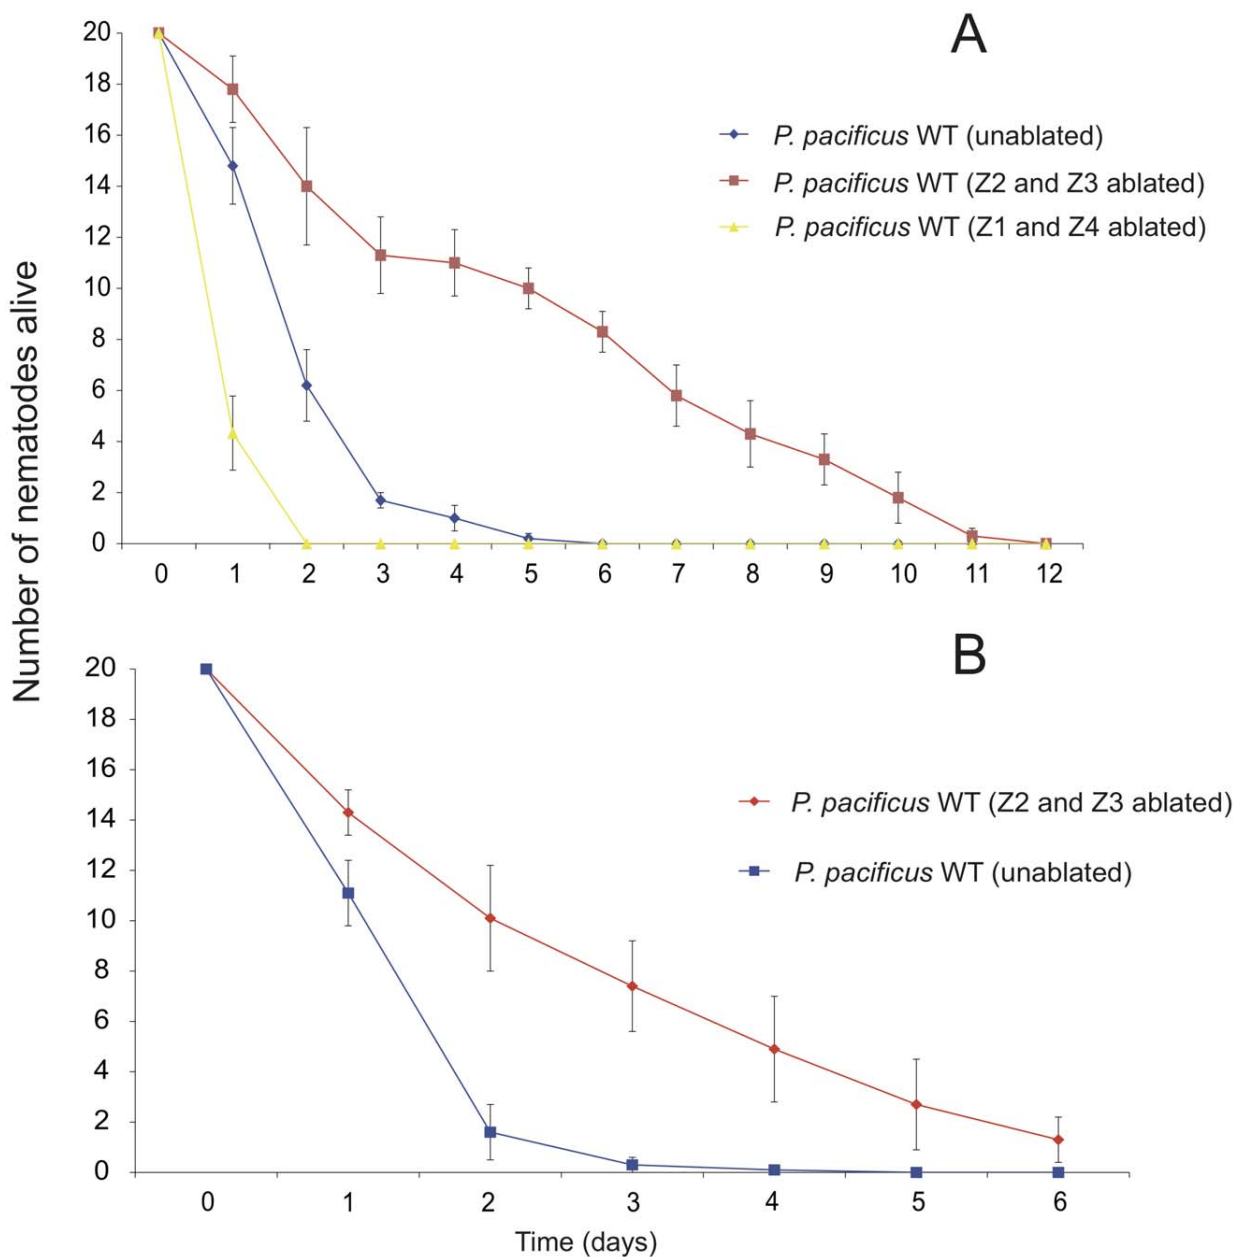 A
20
18
16
14
12
10
8
6
4
2
0
P. pacificus WT (unablated)
P. pacificus WT (Z2 and Z3 ablated)
P. pacificus WT (Z1 and Z4 ablated)
0 1 2 3 4 5 6 7 8 9 10 11 12
Number of nematodes alive
B
20
18
16
14
12
10
8
6
4
2
0
P. pacificus WT (Z2 and Z3 ablated)
P. pacificus WT (unablated)
0 1 2 3 4 5 6
Time (days)